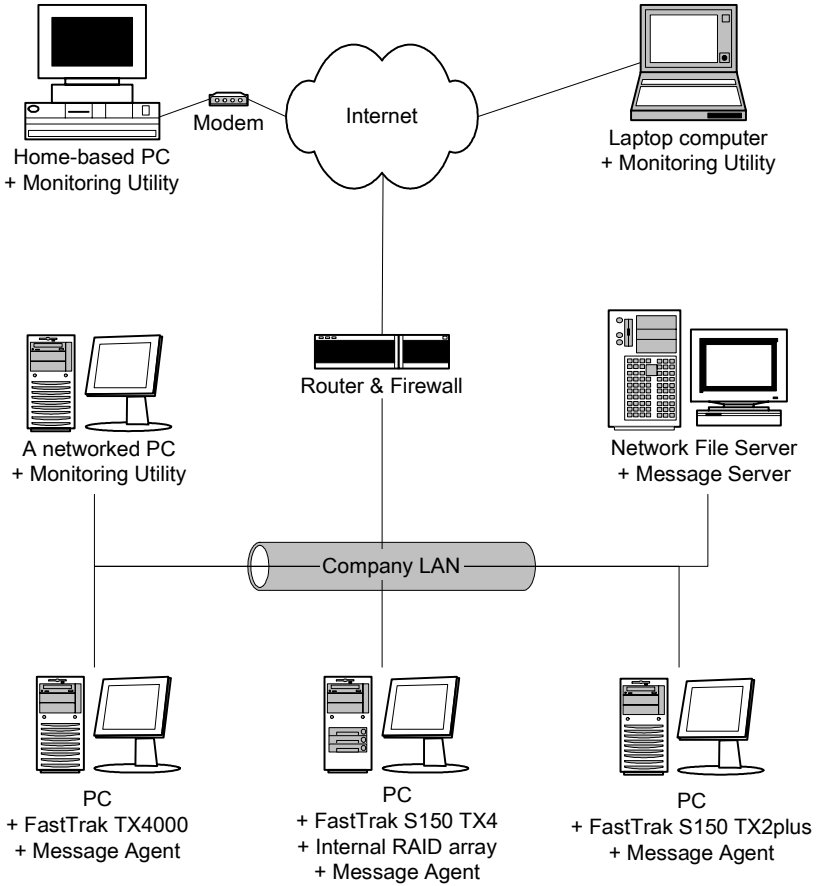 Internet
Modem
Home-based PC
+ Monitoring Utility
Laptop computer
+ Monitoring Utility
Router & Firewall
A networked PC
+ Monitoring Utility
Network File Server
+ Message Server
Company LAN
PC
+ FastTrak TX4000
+ Message Agent
PC
+ FastTrak S150 TX4
+ Internal RAID array
+ Message Agent
PC
+ FastTrak S150 TX2plus
+ Message Agent